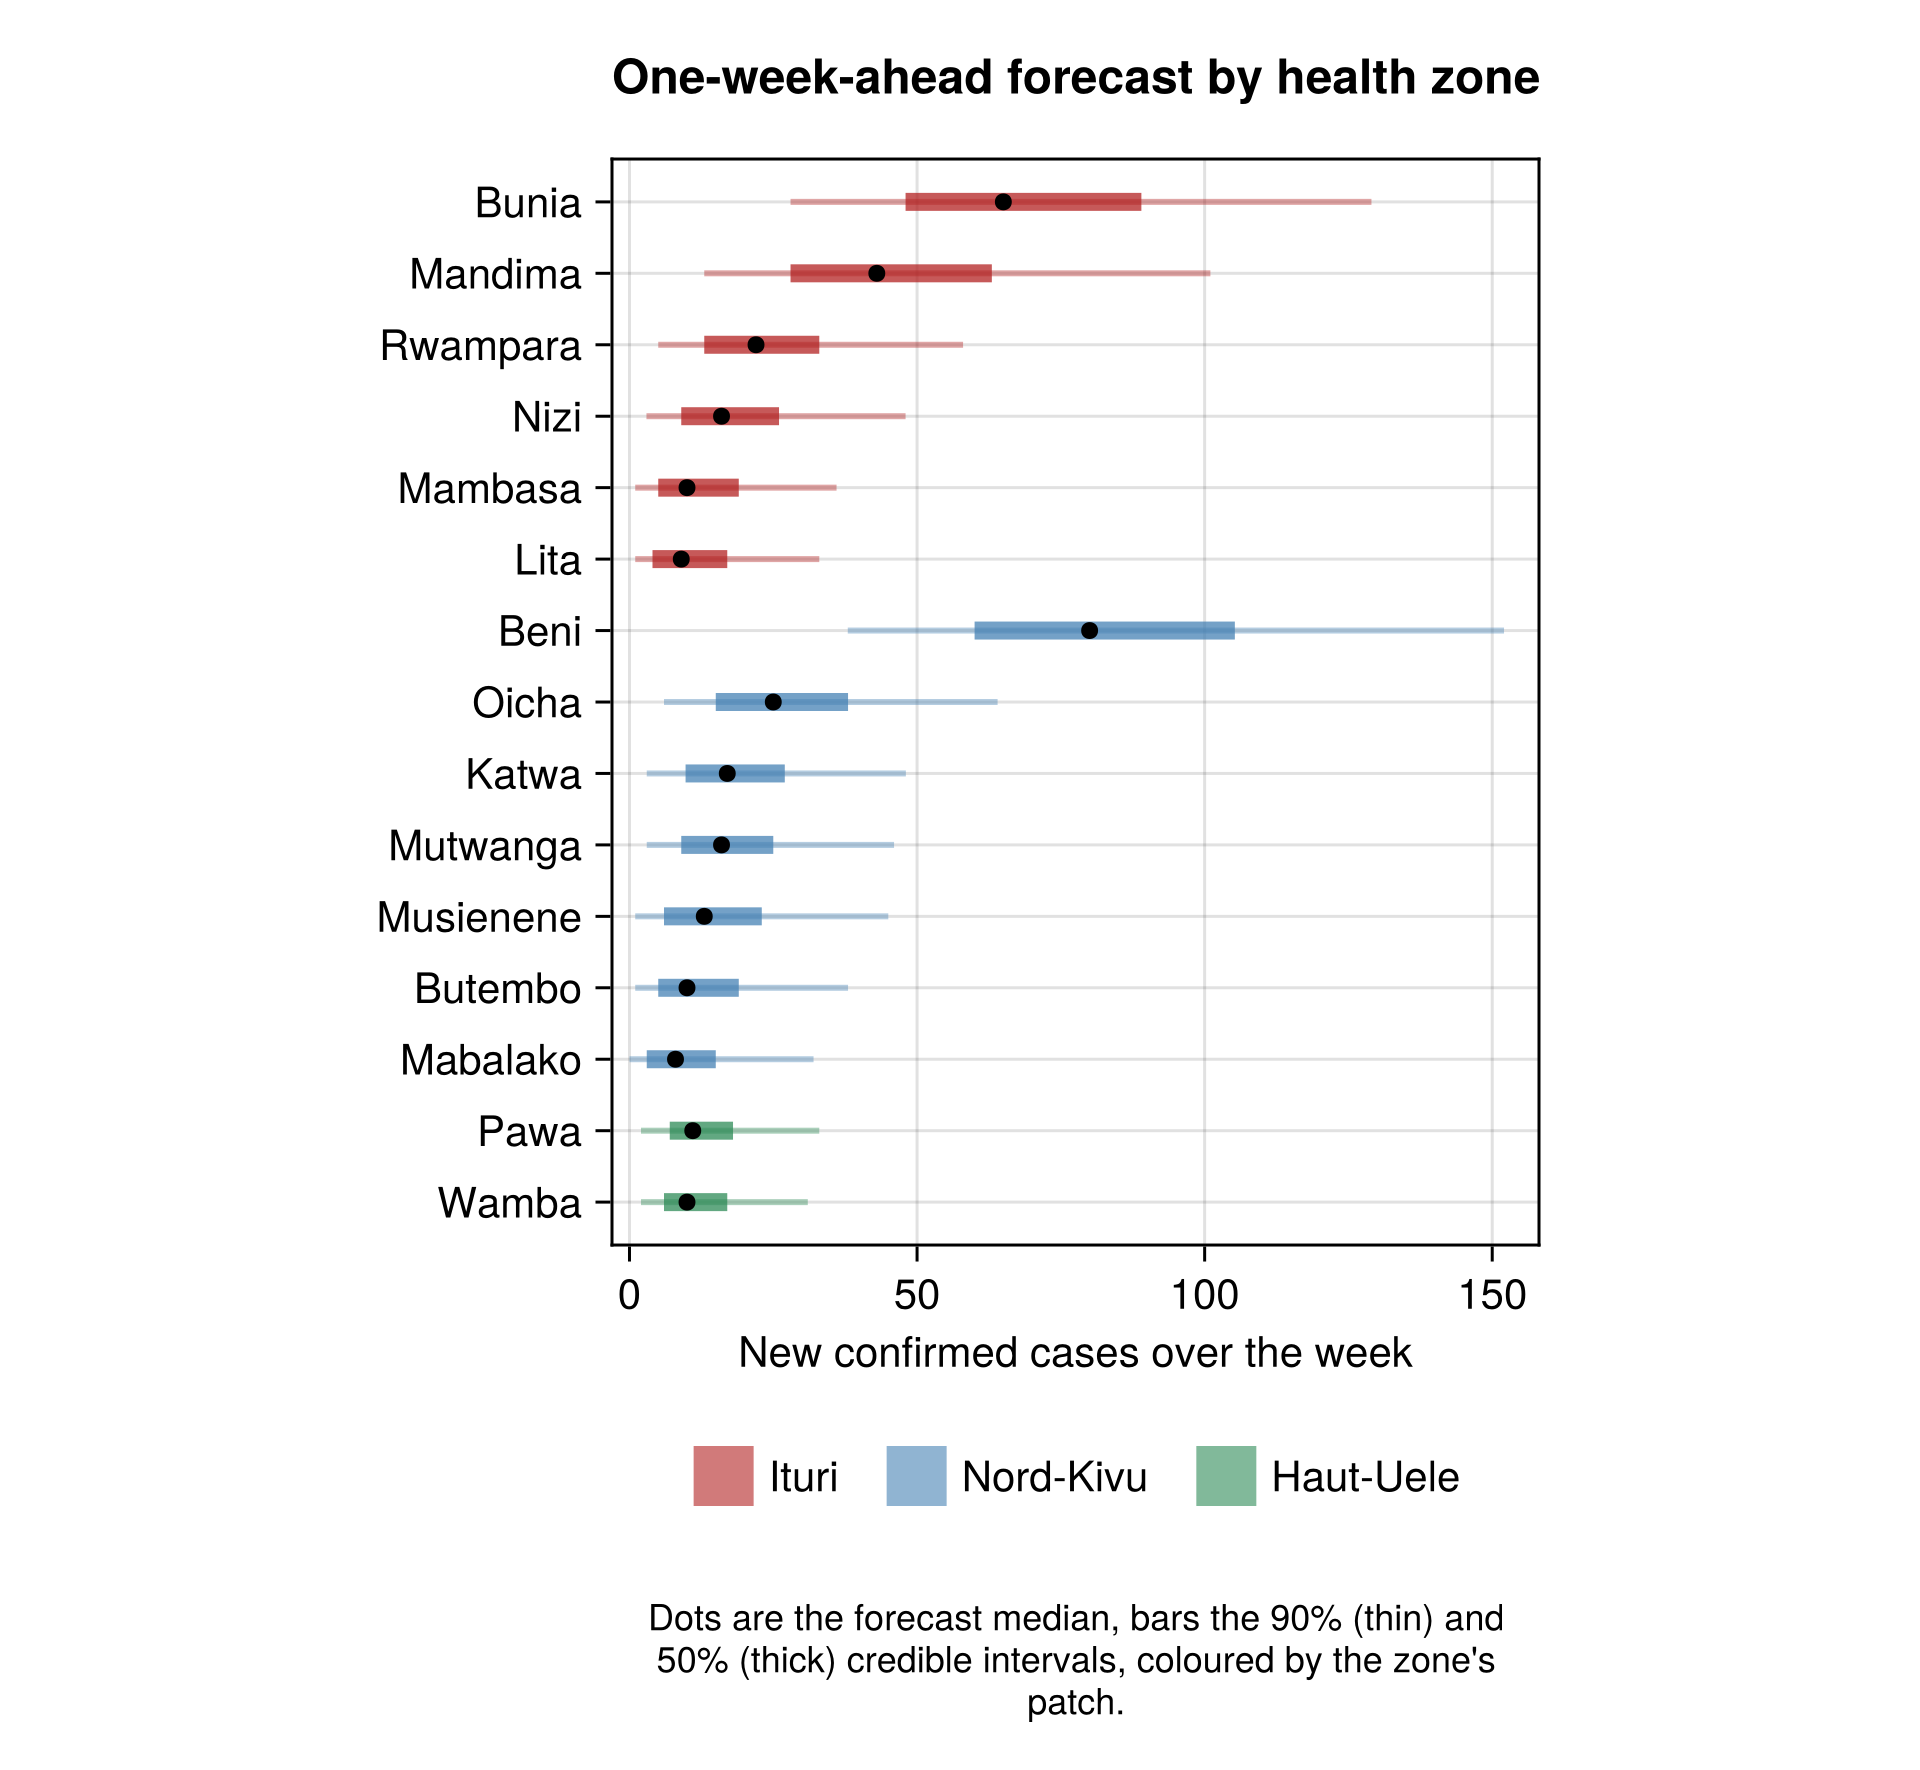 One-week-ahead forecast by health zone
Bunia
Mandima
Rwampara
Nizi
Mambasa
Lita
Beni
Oicha
Katwa
Mutwanga
Musienene
Butembo
Mabalako
Pawa
Wamba
0 50 100 150
New confirmed cases over the week
Ituri Nord-Kivu Haut-Uele
Dots are the forecast median, bars the 90% (thin) and
50% (thick) credible intervals, coloured by the zone's
patch.